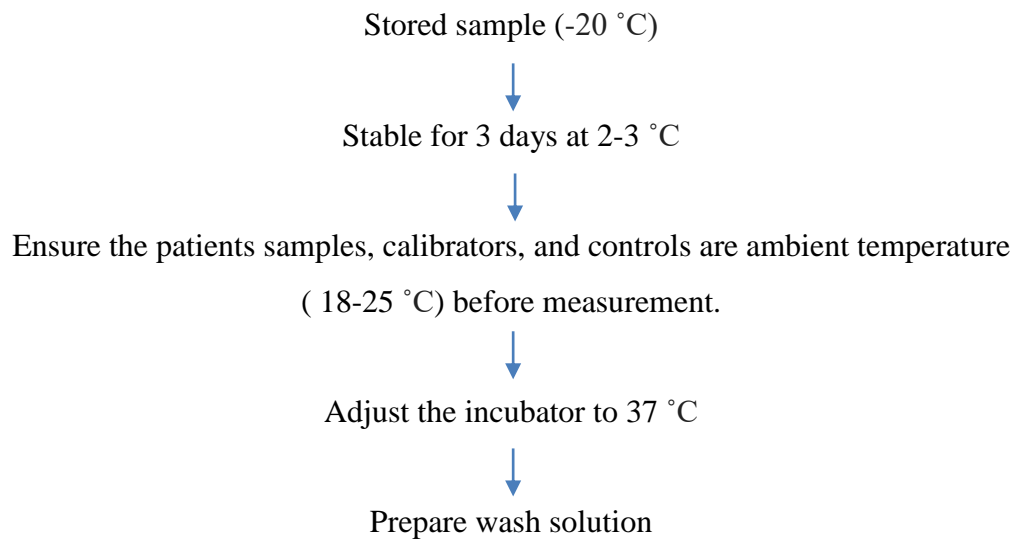 Stored sample (-20 ˚C)
Stable for 3 days at 2-3 ˚C
Ensure the patients samples, calibrators, and controls are ambient temperature
( 18-25 ˚C) before measurement.
Adjust the incubator to 37 ˚C
Prepare wash solution